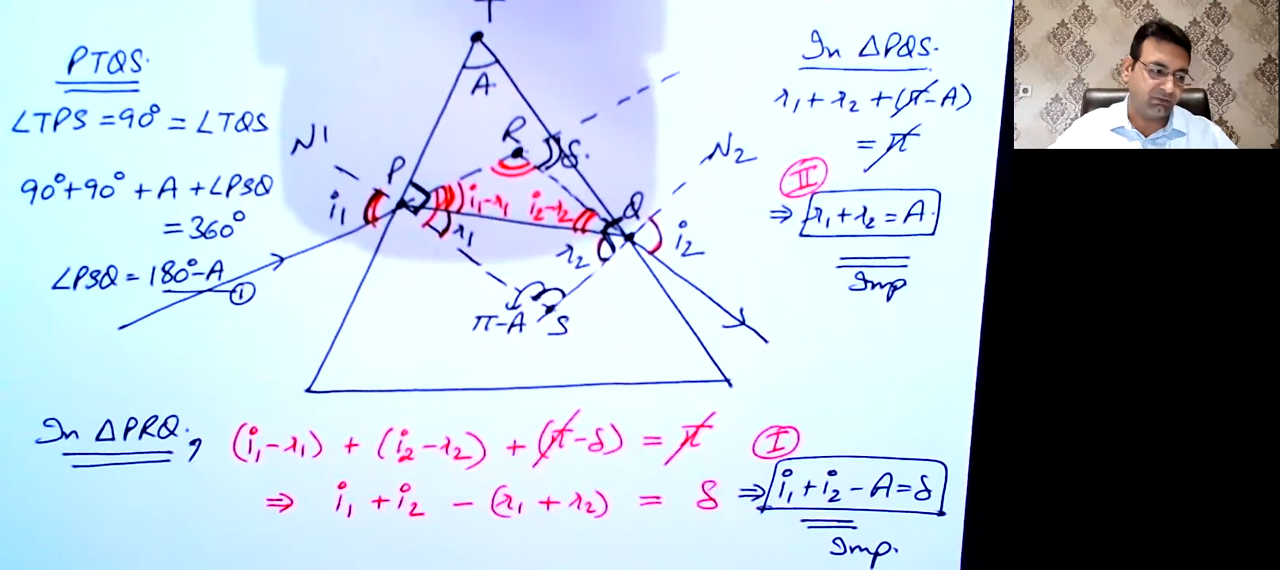 PTQS.
∠TPS = 90° = ∠TQS
90°+90° + A + ∠PSQ
= 360°
∠PSQ = 180°-A
①
T
A
R
δ
N1
N2
P
Q
i₁
i₁-r₁
i₂-r₂
r₁
r₂
i₂
π-A
S
In ΔPQS.
r₁ + r₂ + (π-A)
= π
II
⇒ r₁ + r₂ = A.
Imp
In ΔPRQ, (i₁-r₁) + (i₂-r₂) + (π-δ) = π
I
⇒ i₁ + i₂ - (r₁ + r₂) = δ ⇒ i₁ + i₂ - A = δ
Imp.